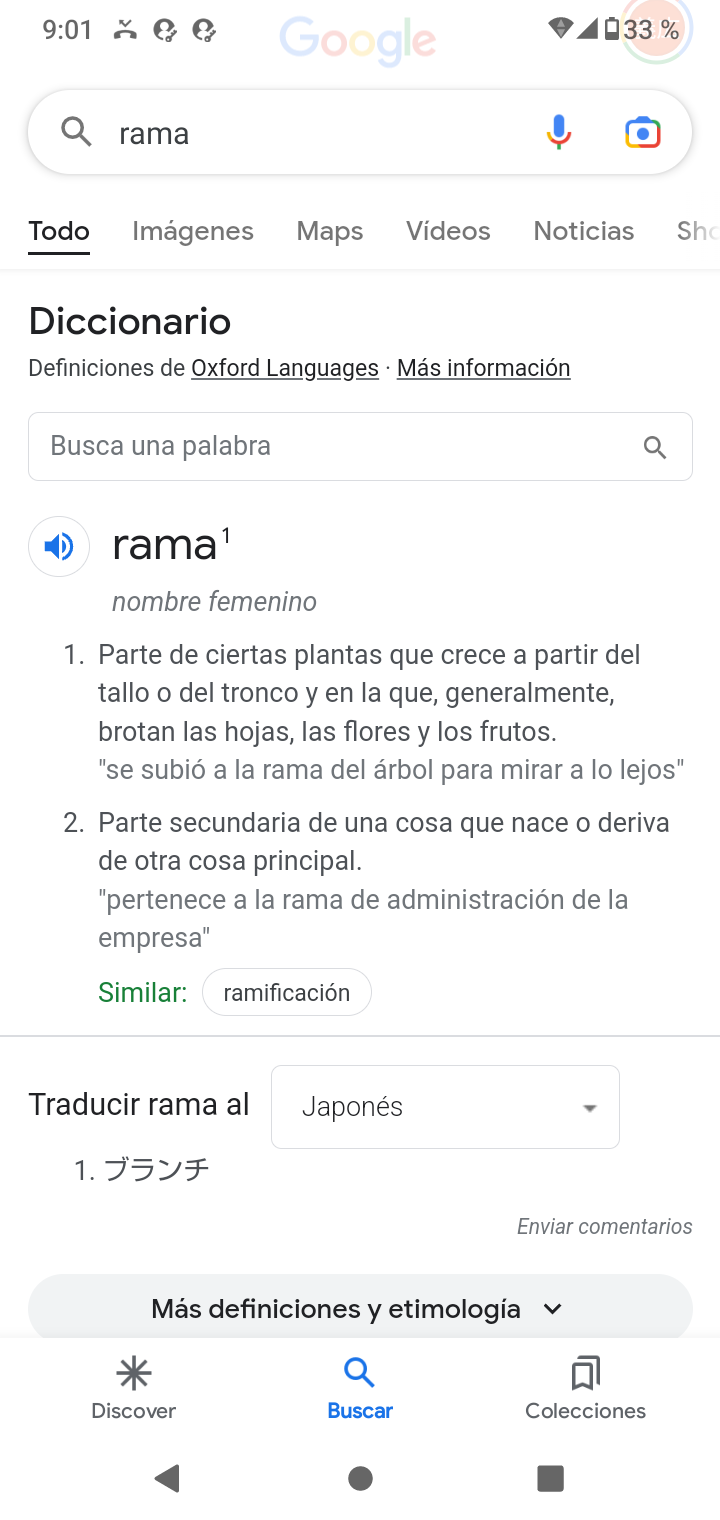 9:01
33 %
Google
rama
Todo Imágenes Maps Vídeos Noticias Sho
Diccionario
Definiciones de Oxford Languages · Más información
Busca una palabra
rama¹
nombre femenino
1. Parte de ciertas plantas que crece a partir del
tallo o del tronco y en la que, generalmente,
brotan las hojas, las flores y los frutos.
"se subió a la rama del árbol para mirar a lo lejos"
2. Parte secundaria de una cosa que nace o deriva
de otra cosa principal.
"pertenece a la rama de administración de la
empresa"
Similar: ramificación
Traducir rama al Japonés
1. ブランチ
Enviar comentarios
Más definiciones y etimología
Discover Buscar Colecciones